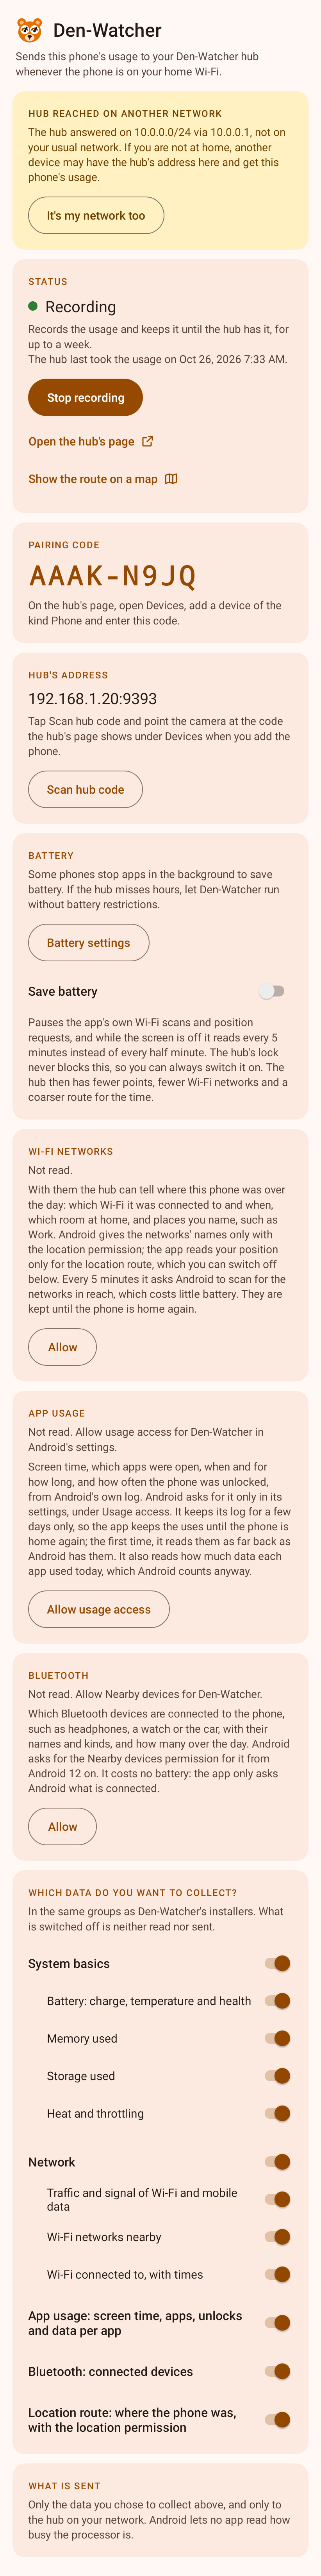 Den-Watcher
Sends this phone's usage to your Den-Watcher hub
whenever the phone is on your home Wi-Fi.
HUB REACHED ON ANOTHER NETWORK
The hub answered on 10.0.0.0/24 via 10.0.0.1, not on
your usual network. If you are not at home, another
device may have the hub's address here and get this
phone's usage.
It's my network too
STATUS
Recording
Records the usage and keeps it until the hub has it, for
up to a week.
The hub last took the usage on Oct 26, 2026 7:33 AM.
Stop recording
Open the hub's page
Show the route on a map
PAIRING CODE
AAAK-N9JQ
On the hub's page, open Devices, add a device of the
kind Phone and enter this code.
HUB'S ADDRESS
192.168.1.20:9393
Tap Scan hub code and point the camera at the code
the hub's page shows under Devices when you add the
phone.
Scan hub code
BATTERY
Some phones stop apps in the background to save
battery. If the hub misses hours, let Den-Watcher run
without battery restrictions.
Battery settings
Save battery
Pauses the app's own Wi-Fi scans and position
requests, and while the screen is off it reads every 5
minutes instead of every half minute. The hub's lock
never blocks this, so you can always switch it on. The
hub then has fewer points, fewer Wi-Fi networks and a
coarser route for the time.
WI-FI NETWORKS
Not read.
With them the hub can tell where this phone was over
the day: which Wi-Fi it was connected to and when,
which room at home, and places you name, such as
Work. Android gives the networks' names only with
the location permission; the app reads your position
only for the location route, which you can switch off
below. Every 5 minutes it asks Android to scan for the
networks in reach, which costs little battery. They are
kept until the phone is home again.
Allow
APP USAGE
Not read. Allow usage access for Den-Watcher in
Android's settings.
Screen time, which apps were open, when and for
how long, and how often the phone was unlocked,
from Android's own log. Android asks for it only in its
settings, under Usage access. It keeps its log for a few
days only, so the app keeps the uses until the phone is
home again; the first time, it reads them as far back as
Android has them. It also reads how much data each
app used today, which Android counts anyway.
Allow usage access
BLUETOOTH
Not read. Allow Nearby devices for Den-Watcher.
Which Bluetooth devices are connected to the phone,
such as headphones, a watch or the car, with their
names and kinds, and how many over the day. Android
asks for the Nearby devices permission for it from
Android 12 on. It costs no battery: the app only asks
Android what is connected.
Allow
WHICH DATA DO YOU WANT TO COLLECT?
In the same groups as Den-Watcher's installers. What
is switched off is neither read nor sent.
System basics
Battery: charge, temperature and health
Memory used
Storage used
Heat and throttling
Network
Traffic and signal of Wi-Fi and mobile
data
Wi-Fi networks nearby
Wi-Fi connected to, with times
App usage: screen time, apps, unlocks
and data per app
Bluetooth: connected devices
Location route: where the phone was,
with the location permission
WHAT IS SENT
Only the data you chose to collect above, and only to
the hub on your network. Android lets no app read how
busy the processor is.